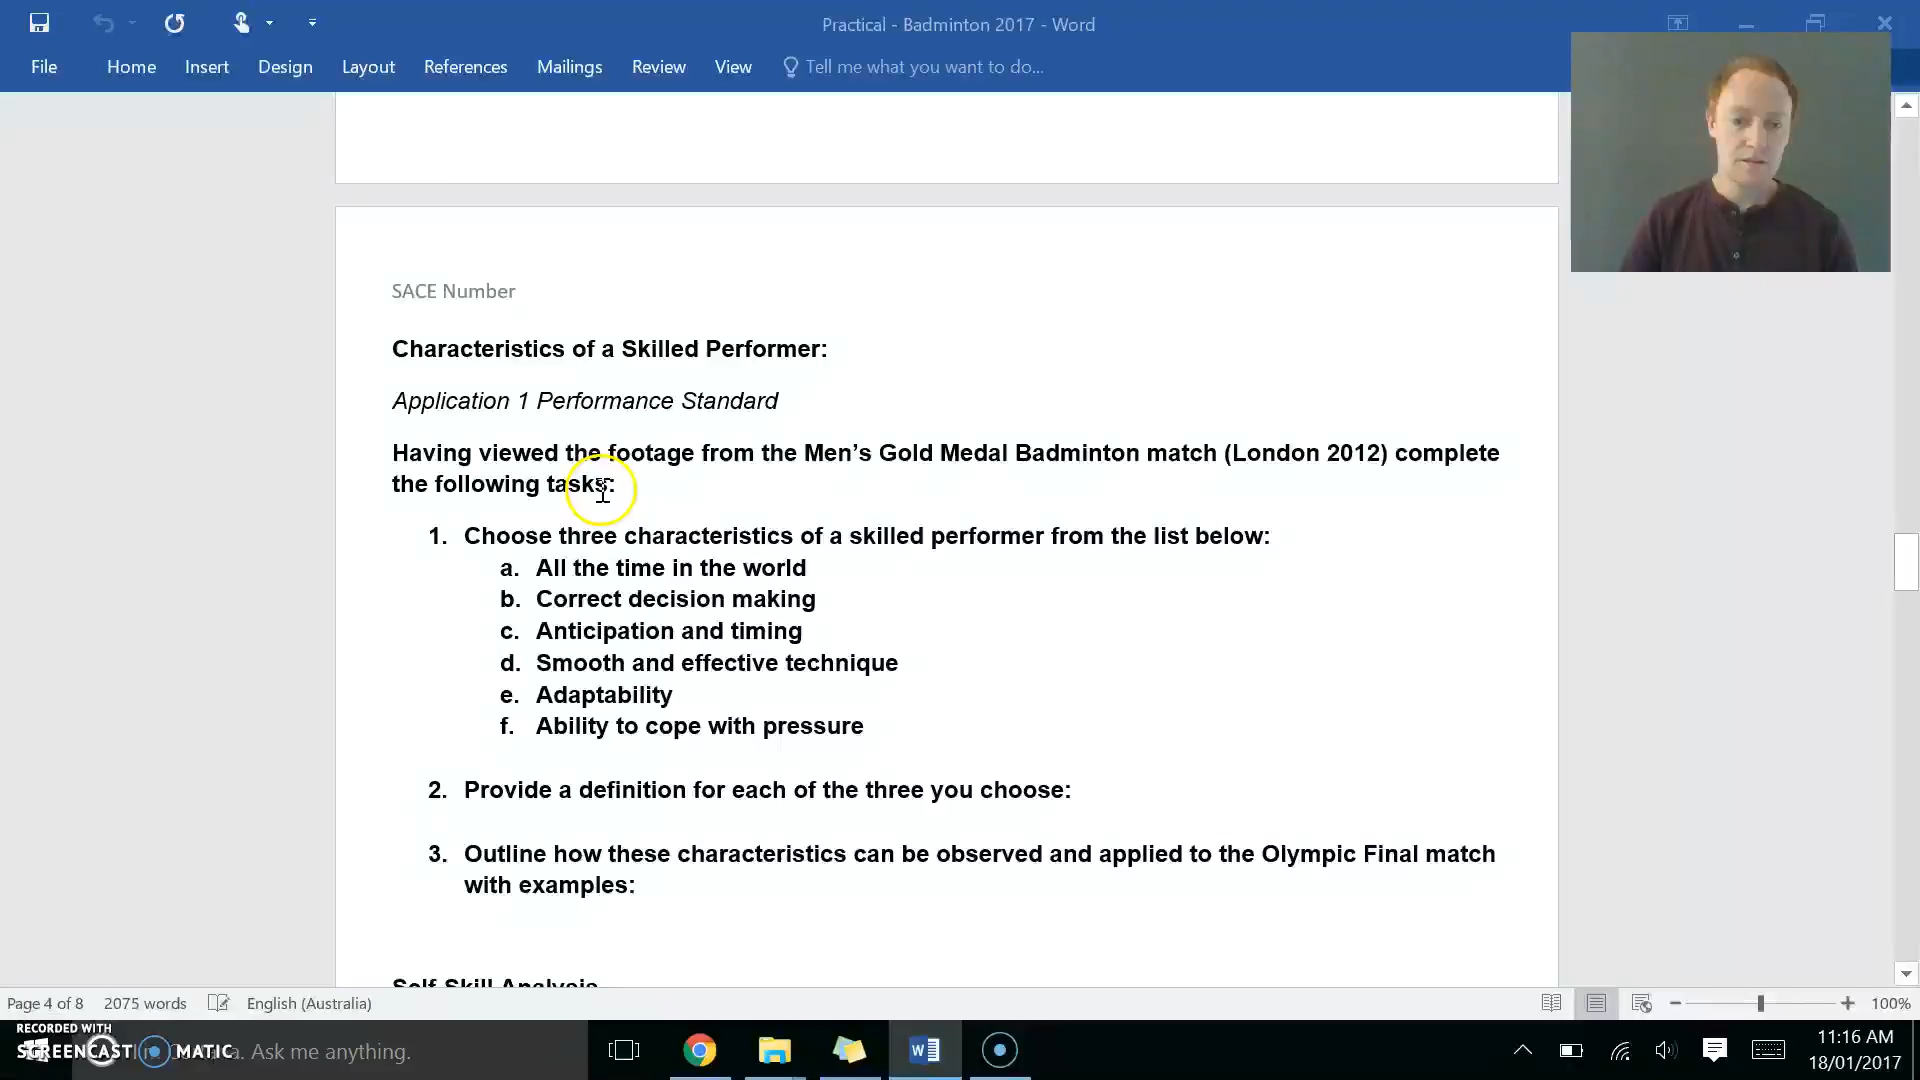 Practical - Badminton 2017 - Word
File Home Insert Design Layout References Mailings Review View Tell me what you want to do...
SACE Number
Characteristics of a Skilled Performer:
Application 1 Performance Standard
Having viewed the footage from the Men’s Gold Medal Badminton match (London 2012) complete
the following tasks:
1. Choose three characteristics of a skilled performer from the list below:
a. All the time in the world
b. Correct decision making
c. Anticipation and timing
d. Smooth and effective technique
e. Adaptability
f. Ability to cope with pressure
2. Provide a definition for each of the three you choose:
3. Outline how these characteristics can be observed and applied to the Olympic Final match
with examples:
Self Skill Analysis
Page 4 of 8 2075 words English (Australia) 100%
RECORDED WITH
SCREENCAST MATIC
Ask me anything.
11:16 AM
18/01/2017